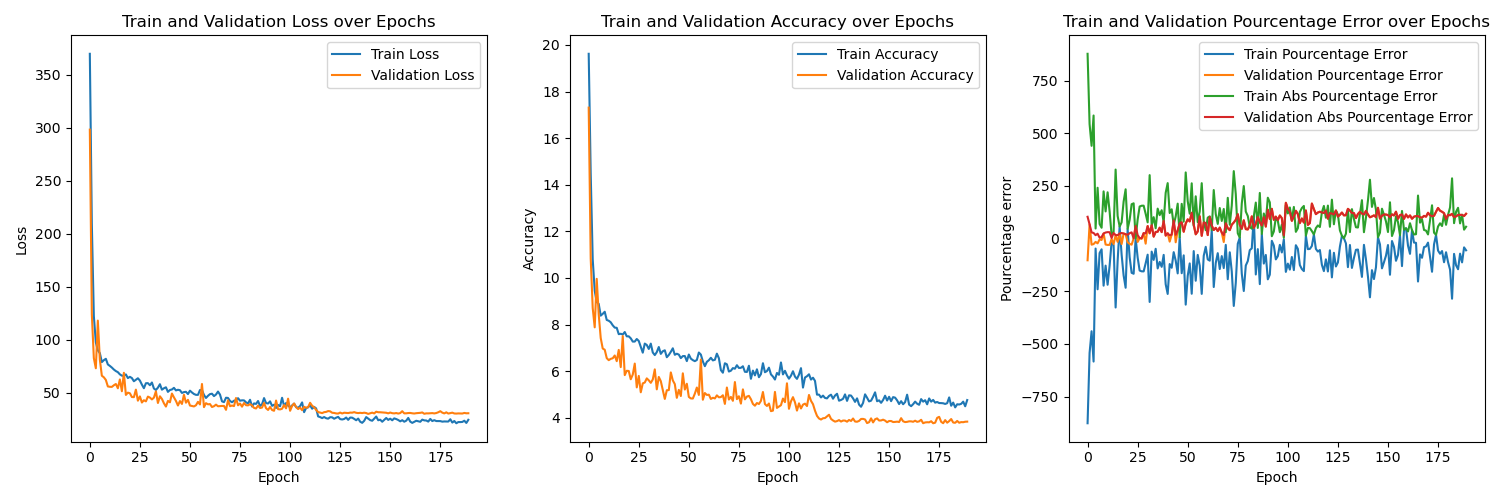 Train and Validation Loss over Epochs
Loss
350
300
250
200
150
100
50
0
25
50
75
100
125
150
175
Epoch
Train Loss
Validation Loss
Train and Validation Accuracy over Epochs
Accuracy
20
18
16
14
12
10
8
6
4
0
25
50
75
100
125
150
175
Epoch
Train Accuracy
Validation Accuracy
Train and Validation Pourcentage Error over Epochs
Pourcentage error
750
500
250
0
−250
−500
−750
0
25
50
75
100
125
150
175
Epoch
Train Pourcentage Error
Validation Pourcentage Error
Train Abs Pourcentage Error
Validation Abs Pourcentage Error